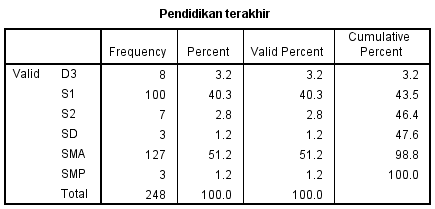 Pendidikan terakhir
Frequency Percent Valid Percent Cumulative Percent
Valid D3 8 3.2 3.2 3.2
S1 100 40.3 40.3 43.5
S2 7 2.8 2.8 46.4
SD 3 1.2 1.2 47.6
SMA 127 51.2 51.2 98.8
SMP 3 1.2 1.2 100.0
Total 248 100.0 100.0